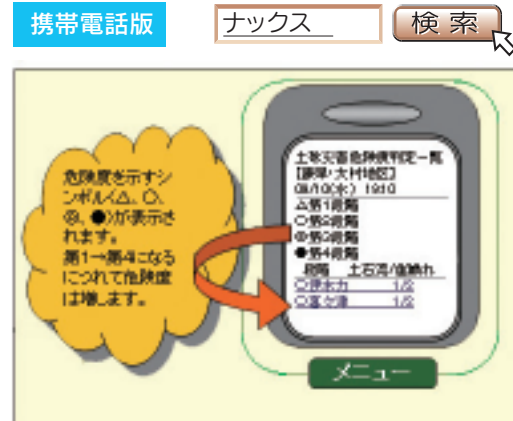 携帯電話版
ナックス
検索
危険度を示すシ
ンボル(△、○、
◎、●)が表示さ
れます。
第1→第4になる
につれて危険度
は増します。
土砂災害危険度判定一覧
【諫早・大村地区】
08/10(水) 19:10
△第1段階
○第2段階
◎第3段階
●第4段階
段階 土石流/崖崩れ
1/2
1/2
メニュー